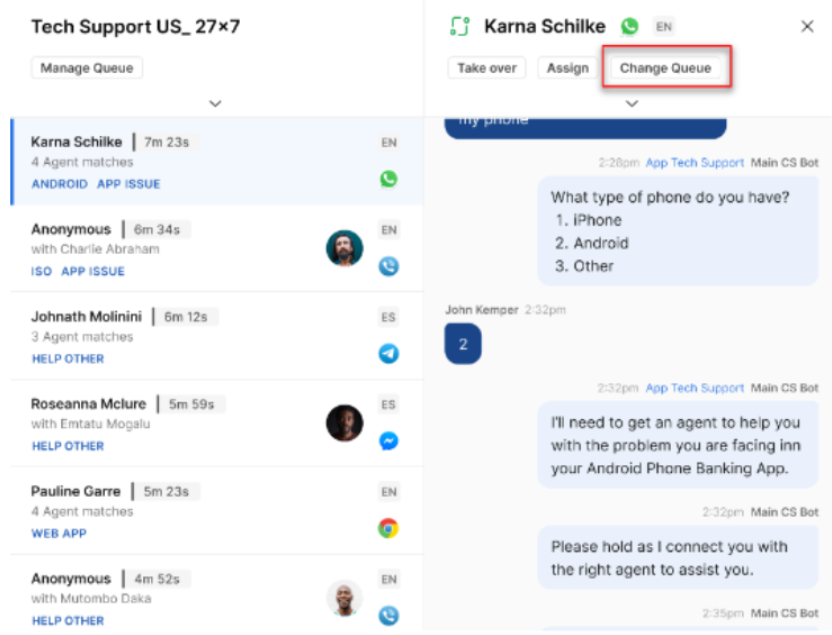 Tech Support US_ 27×7
Manage Queue
Karna Schilke | 7m 23s
EN
4 Agent matches
ANDROID APP ISSUE
Anonymous | 6m 34s
EN
with Charlie Abraham
ISO APP ISSUE
Johnath Molinini | 6m 12s
ES
3 Agent matches
HELP OTHER
Roseanna Mclure | 5m 59s
ES
with Emtatu Mogalu
HELP OTHER
Pauline Garre | 5m 23s
EN
4 Agent matches
WEB APP
Anonymous | 4m 52s
EN
with Mutombo Daka
HELP OTHER
Karna Schilke EN
Take over Assign Change Queue
my phone
2:28pm App Tech Support Main CS Bot
What type of phone do you have?
1. iPhone
2. Android
3. Other
John Kemper 2:32pm
2
2:32pm App Tech Support Main CS Bot
I'll need to get an agent to help you
with the problem you are facing inn
your Android Phone Banking App.
2:32pm Main CS Bot
Please hold as I connect you with
the right agent to assist you.
2:35pm Main CS Bot